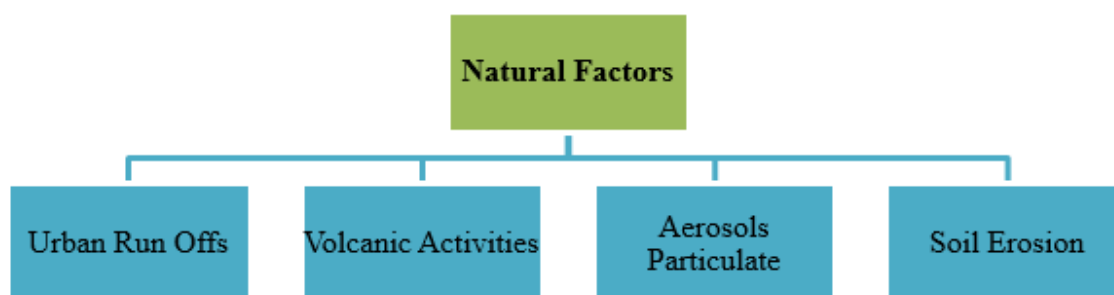 Natural Factors
Urban Run Offs
Volcanic Activities
Aerosols
Particulate
Soil Erosion